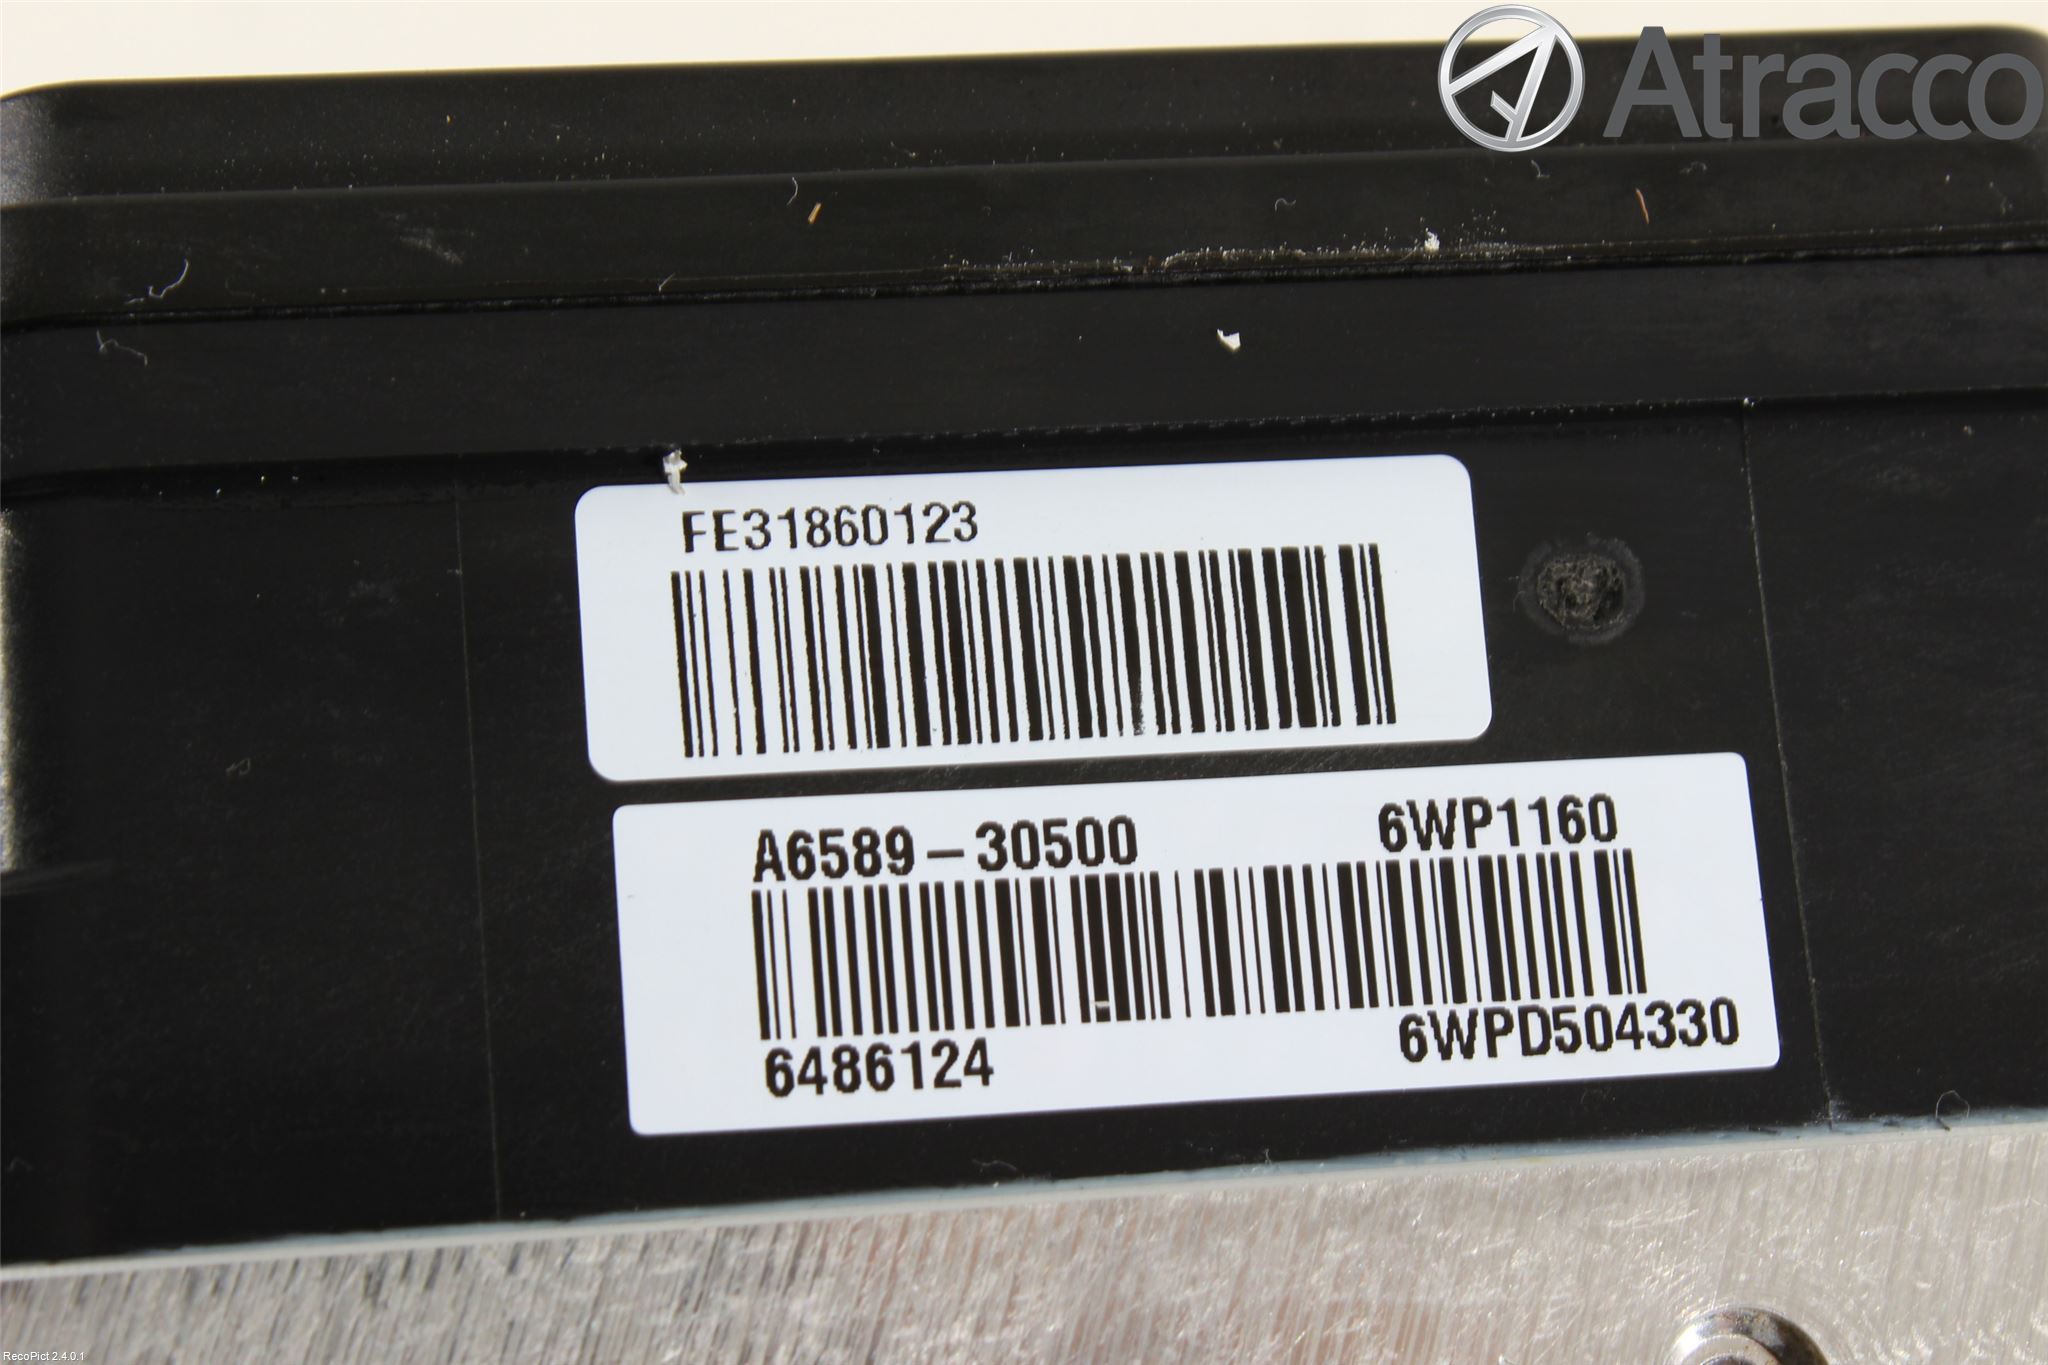 Atracco
FE31860123
A6589-30500 6WP1160
6486124 6WPD504330
RecoPict 2.4.0.1